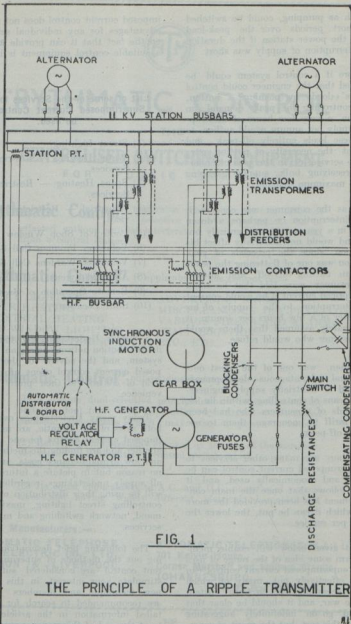 ALTERNATOR
ALTERNATOR
~
~
11 KV STATION BUSBARS
STATION P.T.
EMISSION
TRANSFORMERS
DISTRIBUTION
FEEDERS
EMISSION CONTACTORS
H.F. BUSBAR
SYNCHRONOUS
INDUCTION
MOTOR
BLOCKING
CONDENSERS
COMPENSATING CONDENSERS
MAIN
SWITCH
GEAR BOX
AUTOMATIC
DISTRIBUTOR
& BOARD
H.F. GENERATOR
VOLTAGE
REGULATOR
RELAY
~
GENERATOR
FUSES
DISCHARGE RESISTANCES
H.F. GENERATOR P.T.
FIG. 1
THE PRINCIPLE OF A RIPPLE TRANSMITTER